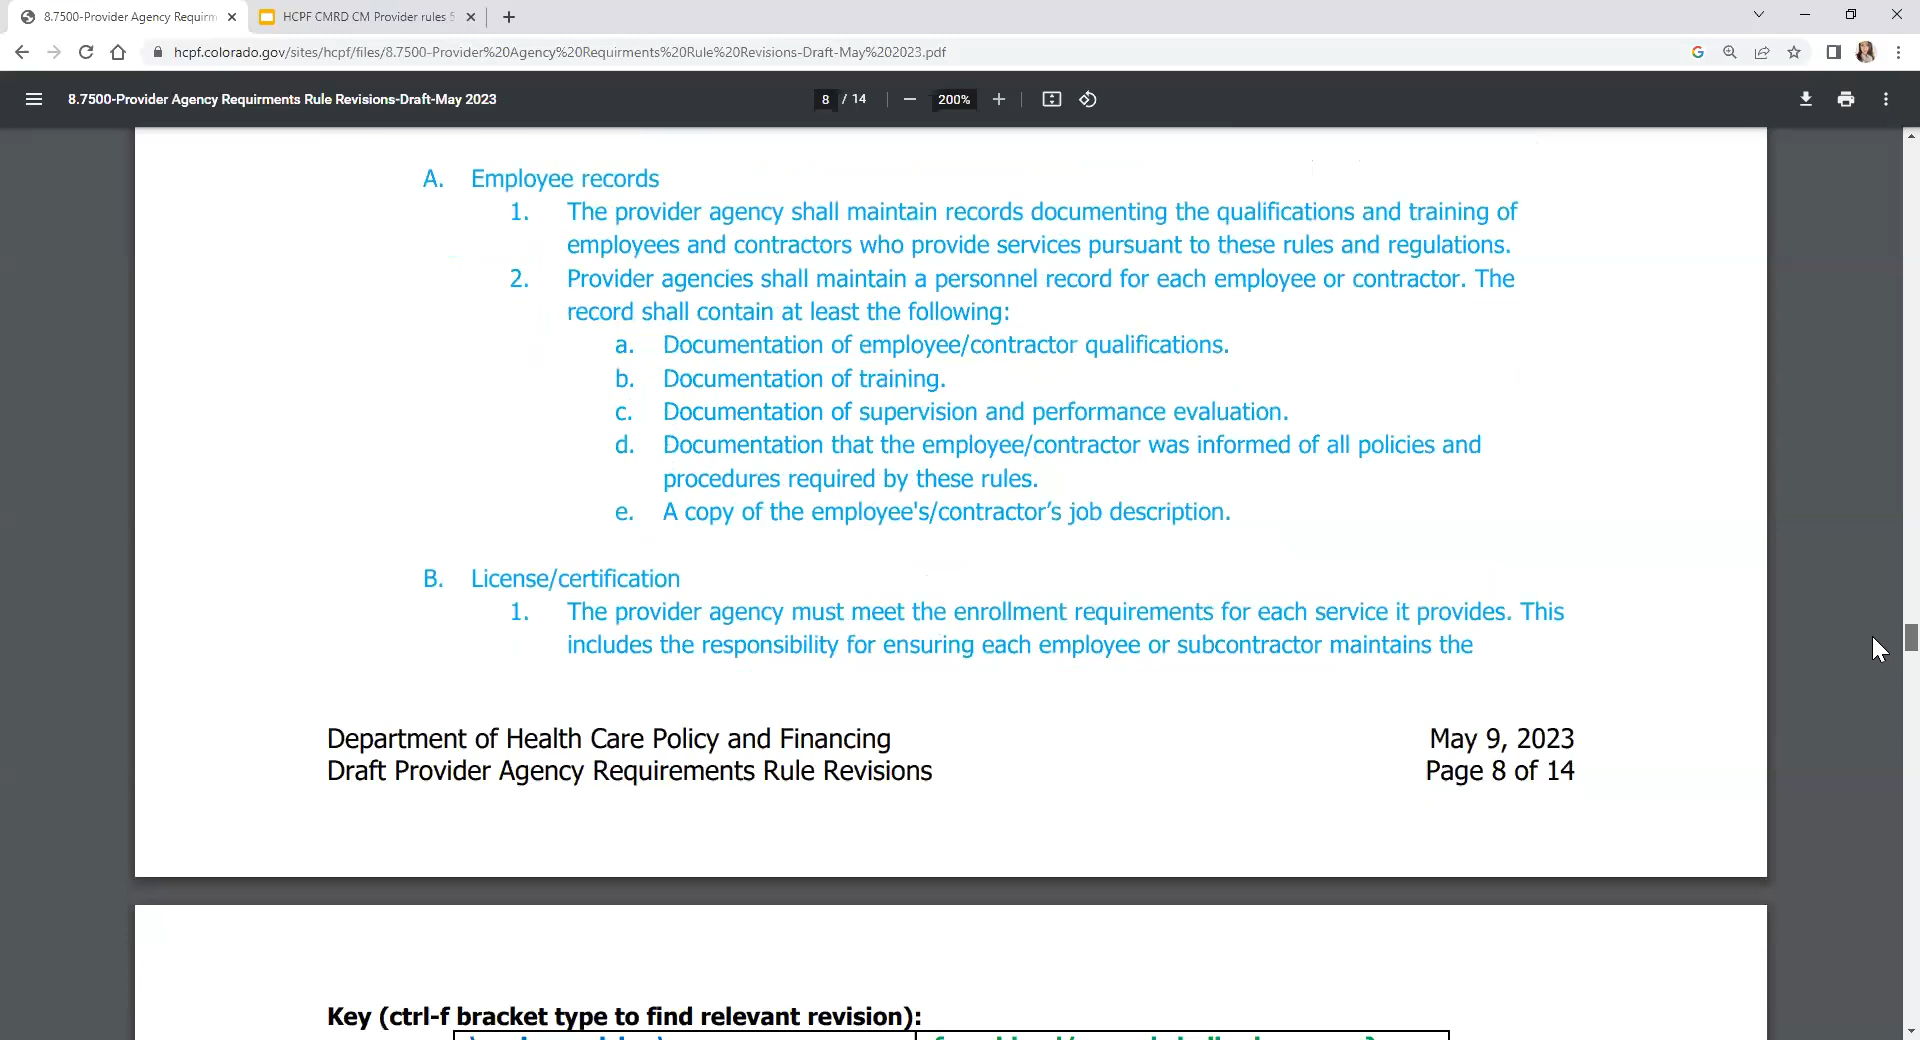 8.7500-Provider Agency Requirm
HCPF CMRD CM Provider rules 5
hcpf.colorado.gov/sites/hcpf/files/8.7500-Provider%20Agency%20Requirments%20Rule%20Revisions-Draft-May%202023.pdf
8.7500-Provider Agency Requirments Rule Revisions-Draft-May 2023
8 / 14
200%
A. Employee records
1. The provider agency shall maintain records documenting the qualifications and training of
employees and contractors who provide services pursuant to these rules and regulations.
2. Provider agencies shall maintain a personnel record for each employee or contractor. The
record shall contain at least the following:
a. Documentation of employee/contractor qualifications.
b. Documentation of training.
c. Documentation of supervision and performance evaluation.
d. Documentation that the employee/contractor was informed of all policies and
procedures required by these rules.
e. A copy of the employee's/contractor’s job description.
B. License/certification
1. The provider agency must meet the enrollment requirements for each service it provides. This
includes the responsibility for ensuring each employee or subcontractor maintains the
Department of Health Care Policy and Financing
May 9, 2023
Draft Provider Agency Requirements Rule Revisions
Page 8 of 14
Key (ctrl-f bracket type to find relevant revision):